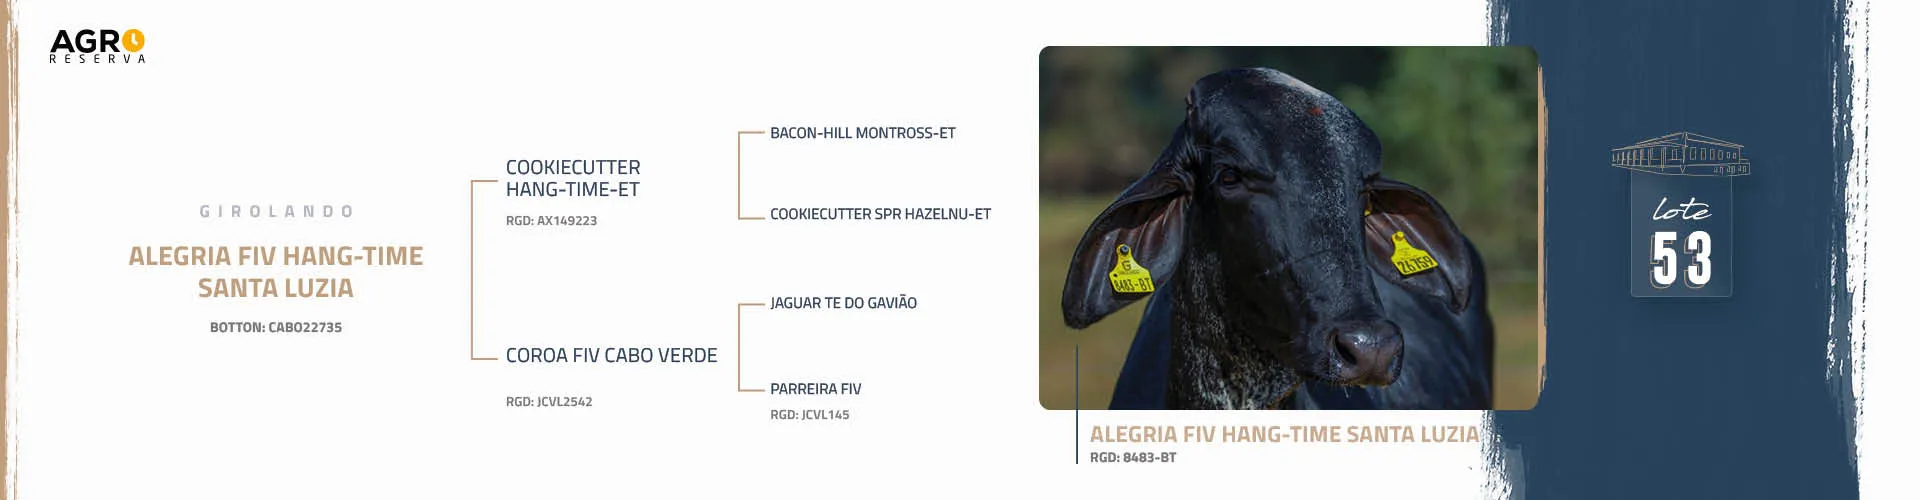 AGRO
RESERVA
GIROLANDO
ALEGRIA FIV HANG-TIME
SANTA LUZIA
BOTTON: CABO22735
COOKIECUTTER
HANG-TIME-ET
RGD: AX149223
COROA FIV CABO VERDE
RGD: JCVL2542
BACON-HILL MONTROSS-ET
COOKIECUTTER SPR HAZELNU-ET
JAGUAR TE DO GAVIÃO
PARREIRA FIV
RGD: JCVL145
G
8483-BT
26759
ALEGRIA FIV HANG-TIME SANTA LUZIA
RGD: 8483-BT
lote
53